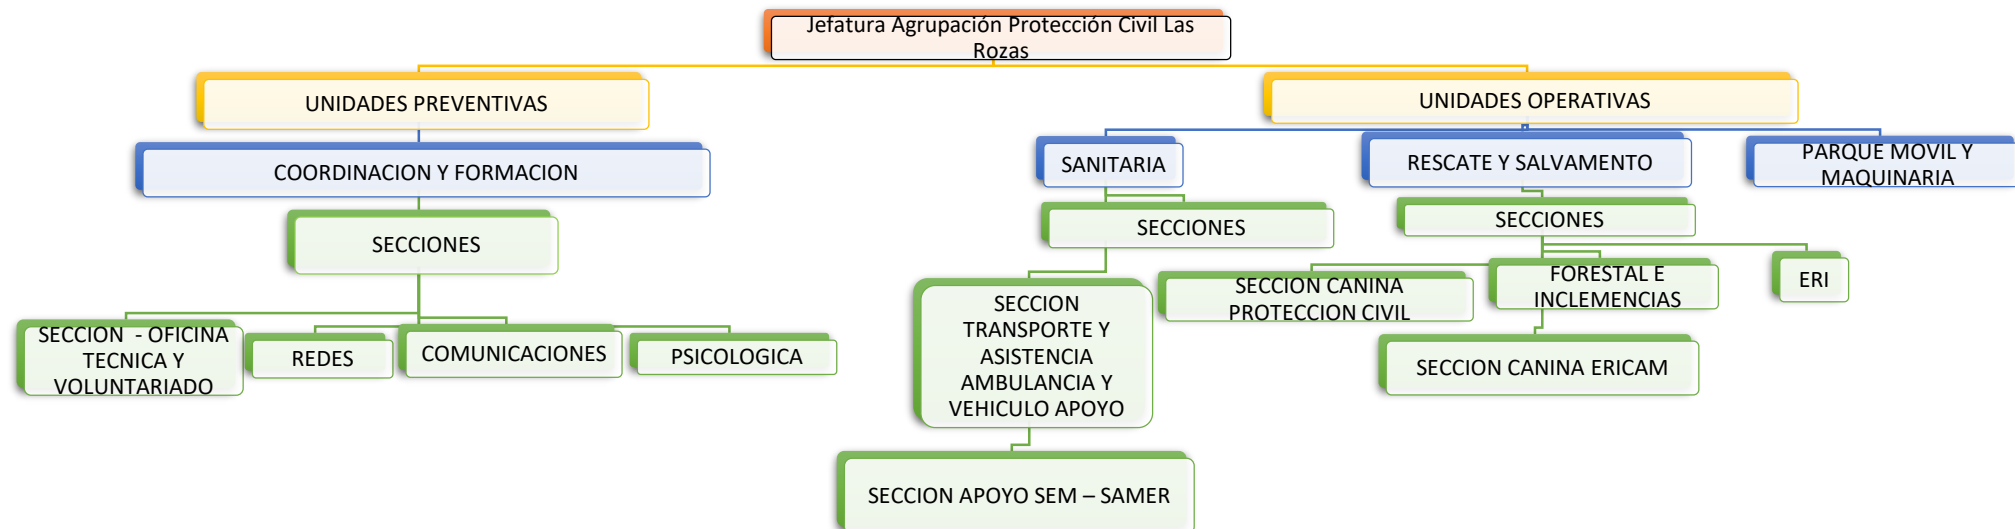 Jefatura Agrupación Protección Civil Las
Rozas
UNIDADES PREVENTIVAS
UNIDADES OPERATIVAS
COORDINACION Y FORMACION
SANITARIA
RESCATE Y SALVAMENTO
PARQUE MOVIL Y
MAQUINARIA
SECCIONES
SECCIONES
SECCIONES
SECCION - OFICINA
TECNICA Y
VOLUNTARIADO
REDES
COMUNICACIONES
PSICOLOGICA
SECCION
TRANSPORTE Y
ASISTENCIA
AMBULANCIA Y
VEHICULO APOYO
SECCION CANINA
PROTECCION CIVIL
FORESTAL E
INCLEMENCIAS
ERI
SECCION CANINA ERICAM
SECCION APOYO SEM – SAMER